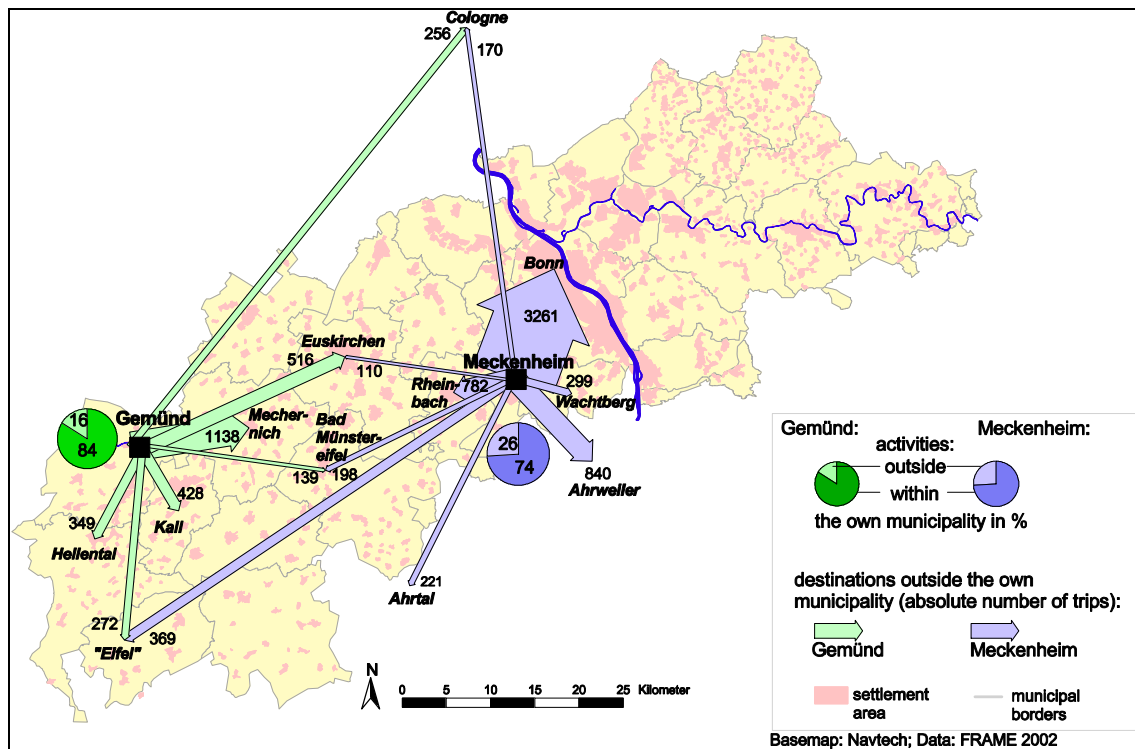 Cologne
256
170
Bonn
3261
Euskirchen
516
110
Meckenheim
Rhein-
bach
782
299
Wachtberg
Gemünd
16
84
Mecher-
nich
1138
Bad
Münster-
eifel
139
198
26
74
840
Ahrweiler
428
Kall
349
Hellental
221
Ahrtal
272
369
"Eifel"
N
0 5 10 15 20 25 Kilometer
Gemünd: Meckenheim:
activities:
outside
within
the own municipality in %
destinations outside the own
municipality (absolute number of trips):
Gemünd Meckenheim
settlement
area
municipal
borders
Basemap: Navtech; Data: FRAME 2002